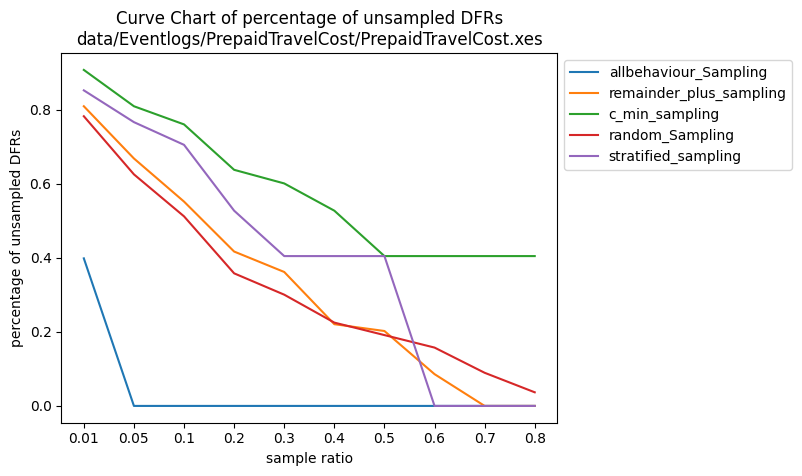 Curve Chart of percentage of unsampled DFRs
data/Eventlogs/PrepaidTravelCost/PrepaidTravelCost.xes
percentage of unsampled DFRs
0.8
0.6
0.4
0.2
0.0
0.01 0.05 0.1 0.2 0.3 0.4 0.5 0.6 0.7 0.8
sample ratio
allbehaviour_Sampling
remainder_plus_sampling
c_min_sampling
random_Sampling
stratified_sampling